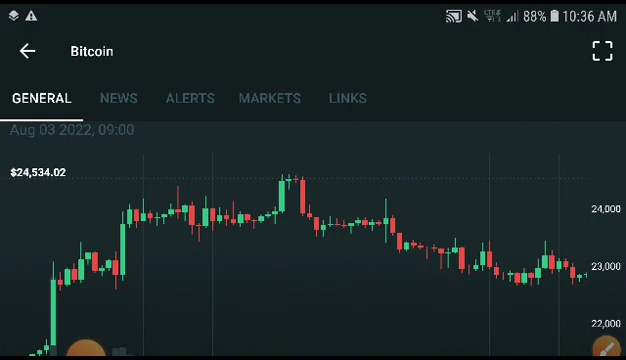 LTE 88% 10:36 AM
Bitcoin
GENERAL NEWS ALERTS MARKETS LINKS
Aug 03 2022, 09:00
$24,534.02
24,000
23,000
22,000